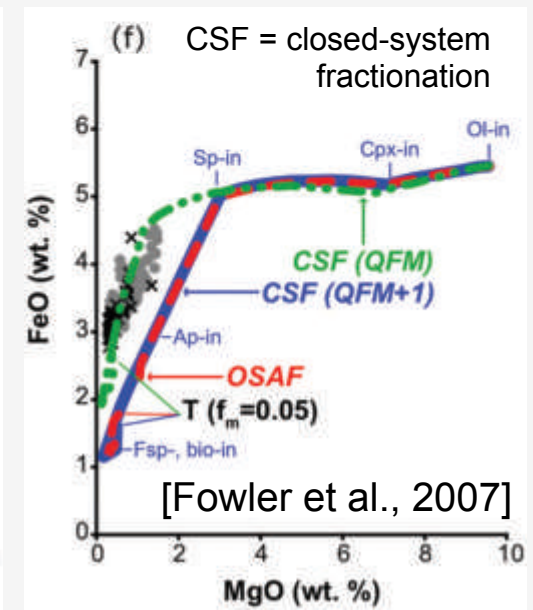 (f)
CSF = closed-system
fractionation
7
6
5
4
3
2
1
0
FeO (wt. %)
Sp-in
Cpx-in
Ol-in
CSF (QFM)
CSF (QFM+1)
Ap-in
OSAF
T (fm=0.05)
Fsp-, bio-in
[Fowler et al., 2007]
0 2 4 6 8 10
MgO (wt. %)